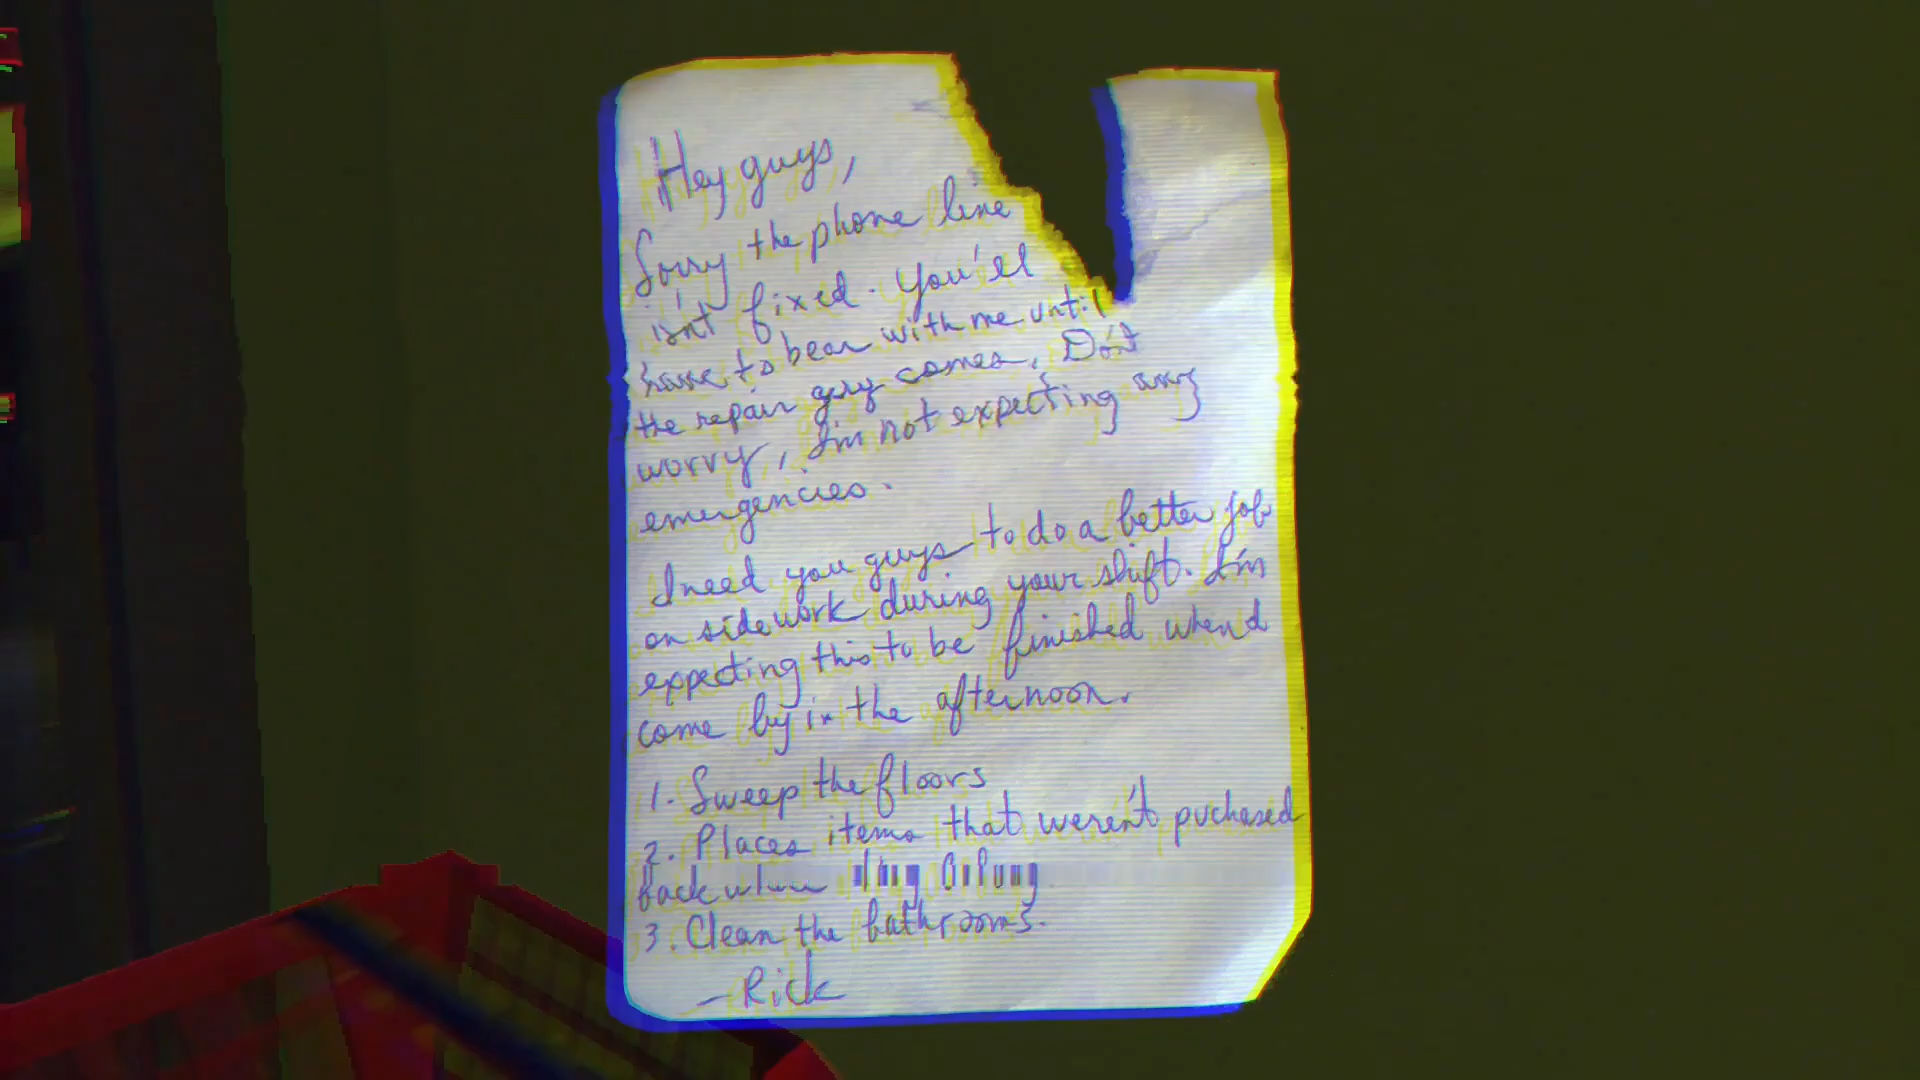 Hey guys,
Sorry the phone line
isn't fixed. You'll
have to bear with me until
the repair guy comes. Don't
worry, I'm not expecting any
emergencies.
I need you guys to do a better job
on side work during your shift. I'm
expecting this to be finished when I
come by in the afternoon.
1. Sweep the floors
2. Places items that weren't puchased
back where
3. Clean the bathrooms.
- Rick